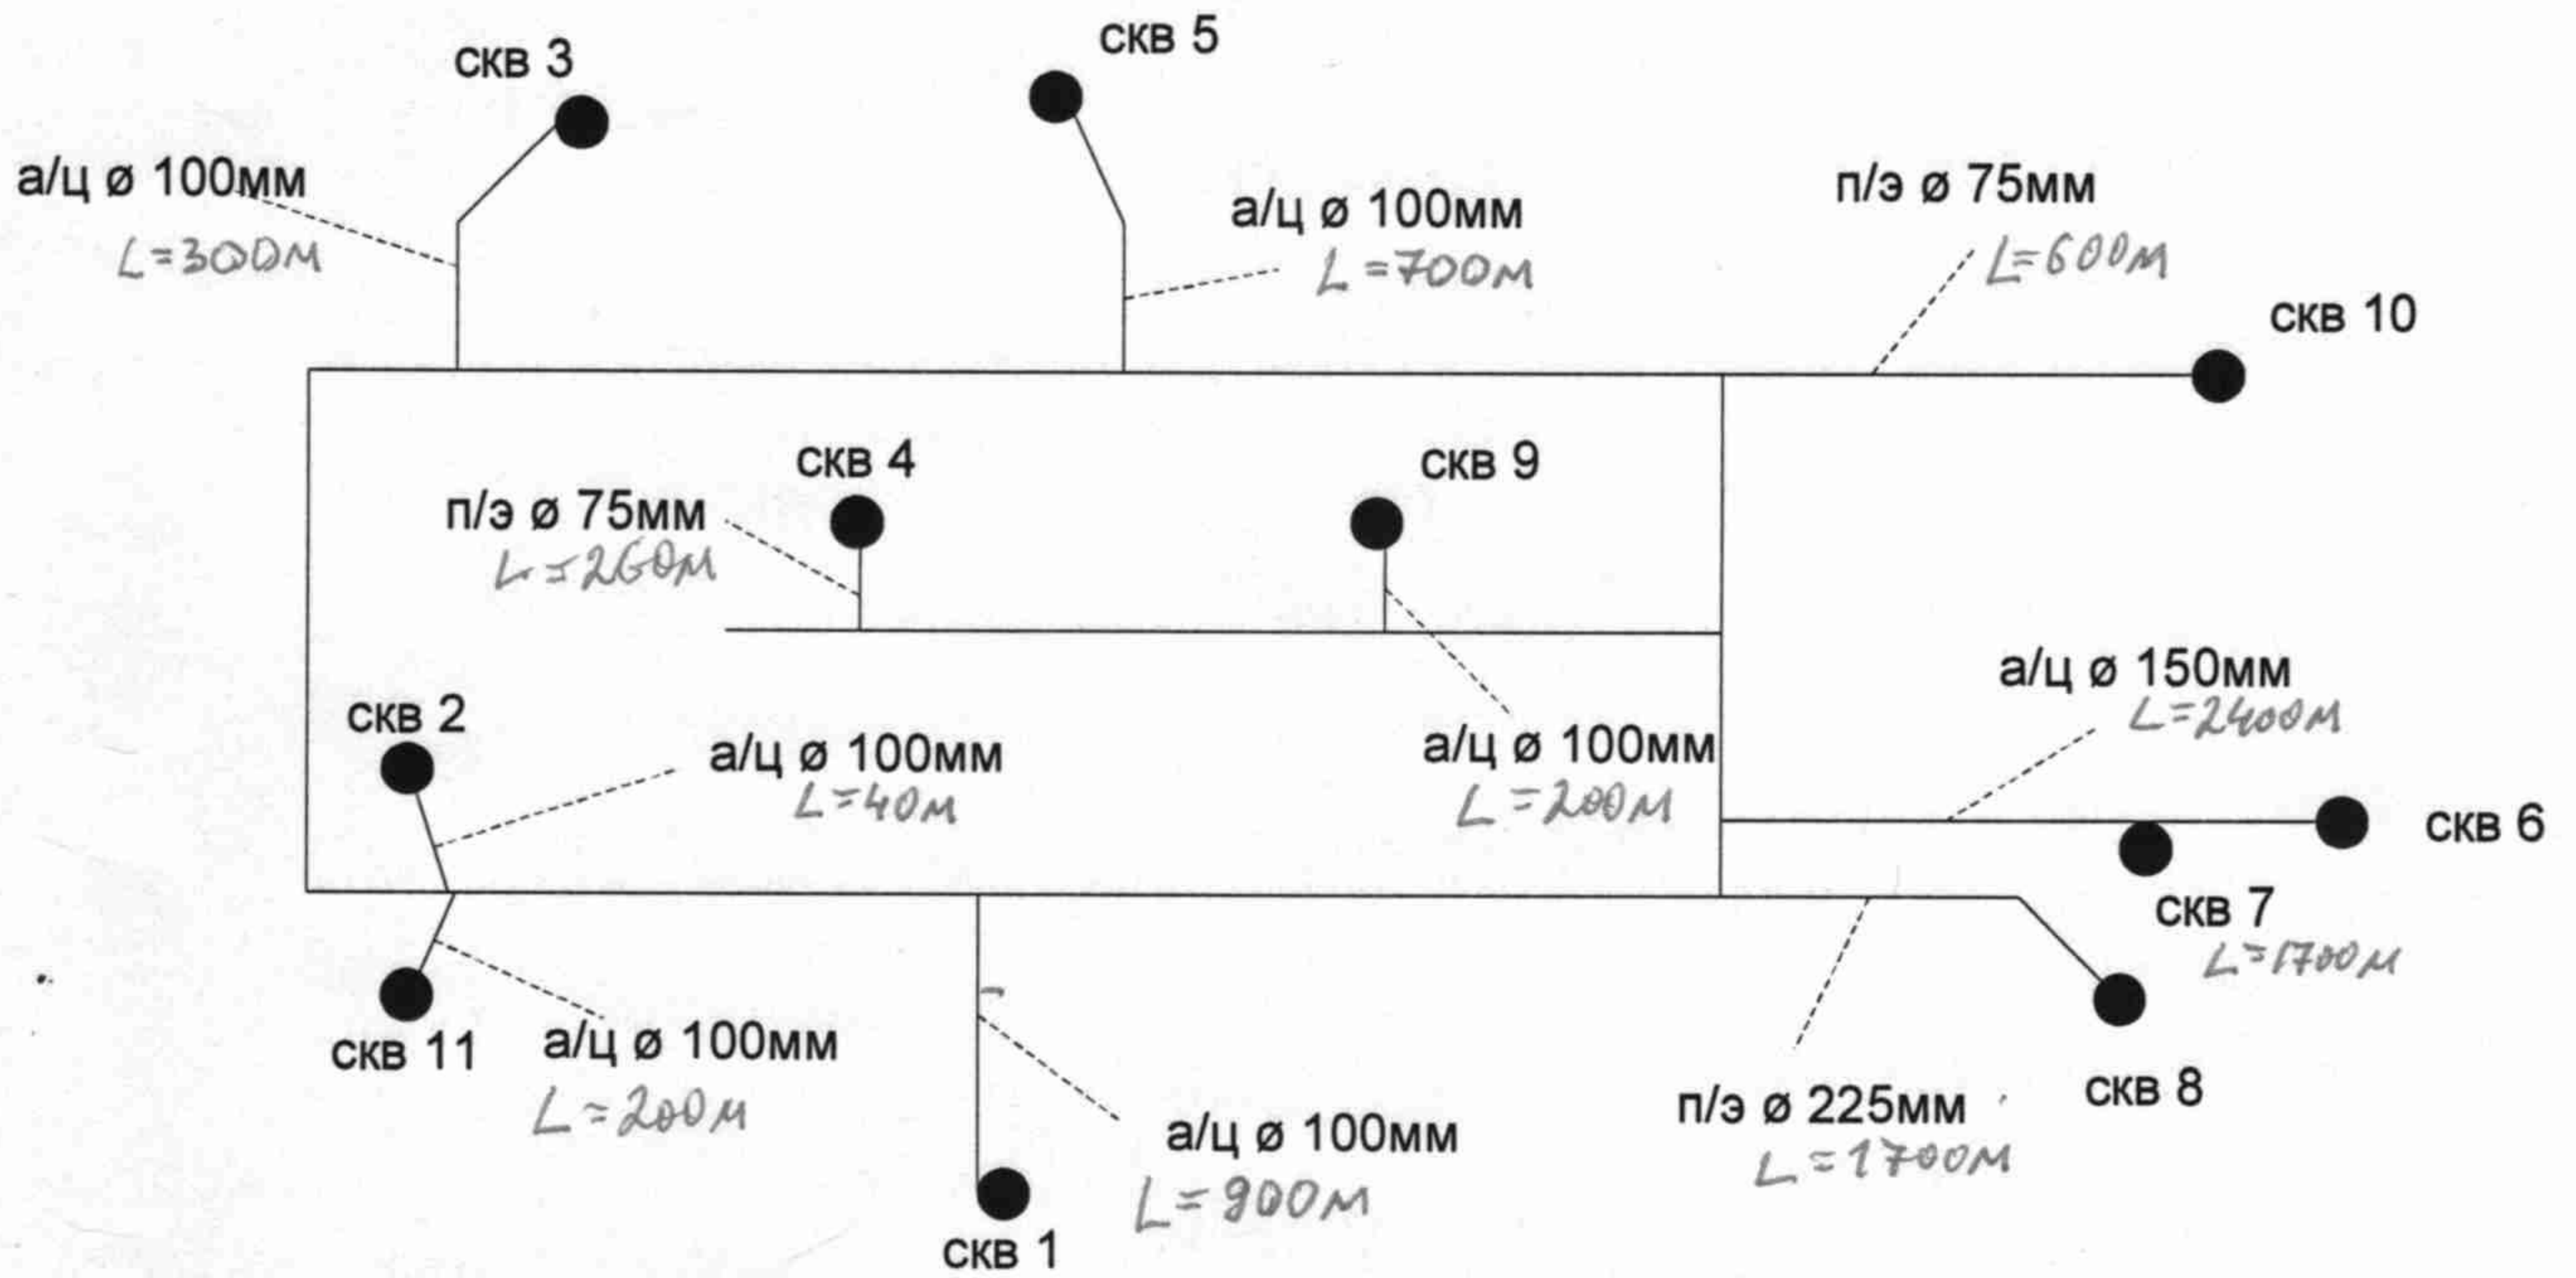 скв 3
скв 5
а/ц ø 100мм
L=300м
а/ц ø 100мм
L=700м
п/э ø 75мм
L=600м
скв 10
скв 4
скв 9
п/э ø 75мм
L=260м
скв 2
а/ц ø 100мм
L=40м
а/ц ø 100мм
L=200м
а/ц ø 150мм
L=2400м
скв 6
скв 7
L=1700м
скв 11
а/ц ø 100мм
L=200м
скв 8
п/э ø 225мм
L=1700м
а/ц ø 100мм
L=900м
скв 1